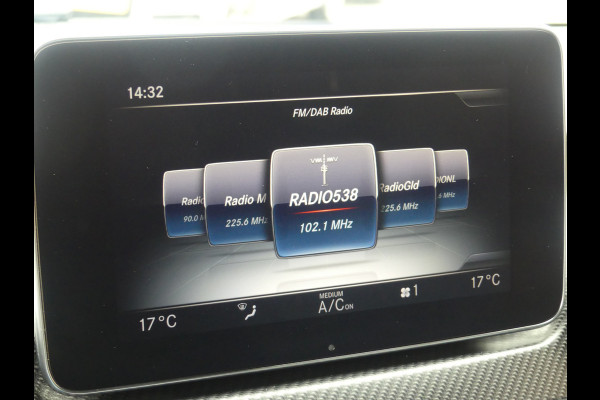 14:32
FM/DAB Radio
Radio
90.0
Radio M
225.6 MHz
RADIO538
102.1 MHz
RadioGld
225.6 MHz
DIONL
MHz
17°C
MEDIUM
A/C ON
1
17°C